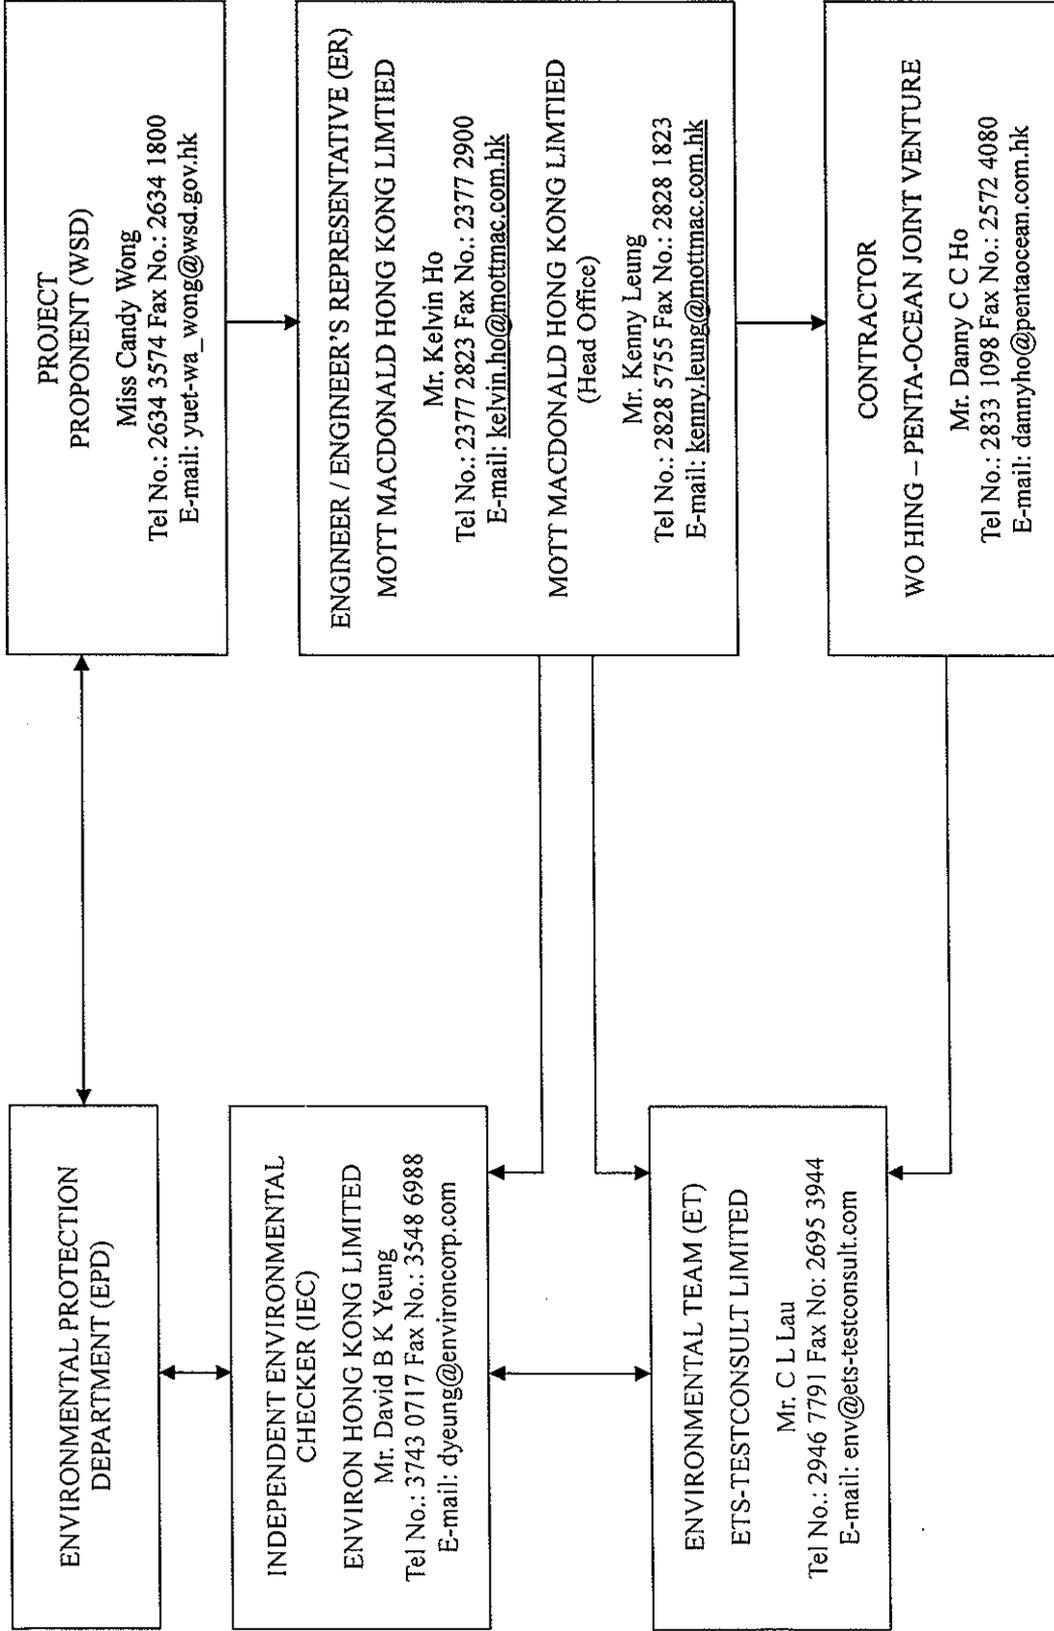 ENVIRONMENTAL PROTECTION
DEPARTMENT (EPD)
PROJECT
PROPONENT (WSD)
Miss Candy Wong
Tel No.: 2634 3574 Fax No.: 2634 1800
E-mail: yuet-wa_wong@wsd.gov.hk
INDEPENDENT ENVIRONMENTAL
CHECKER (IEC)
ENVIRON HONG KONG LIMITED
Mr. David B K Yeung
Tel No.: 3743 0717 Fax No.: 3548 6988
E-mail: dyeung@environcorp.com
ENGINEER / ENGINEER'S REPRESENTATIVE (ER)
MOTT MACDONALD HONG KONG LIMTIED
Mr. Kelvin Ho
Tel No.: 2377 2823 Fax No.: 2377 2900
E-mail: kelvin.ho@mottmac.com.hk
MOTT MACDONALD HONG KONG LIMTIED
(Head Office)
Mr. Kenny Leung
Tel No.: 2828 5755 Fax No.: 2828 1823
E-mail: kenny.leung@mottmac.com.hk
ENVIRONMENTAL TEAM (ET)
ETS-TESTCONSULT LIMITED
Mr. C L Lau
Tel No.: 2946 7791 Fax No: 2695 3944
E-mail: env@ets-testconsult.com
CONTRACTOR
WO HING – PENTA-OCEAN JOINT VENTURE
Mr. Danny C C Ho
Tel No.: 2833 1098 Fax No.: 2572 4080
E-mail: dannyho@pentaocean.com.hk